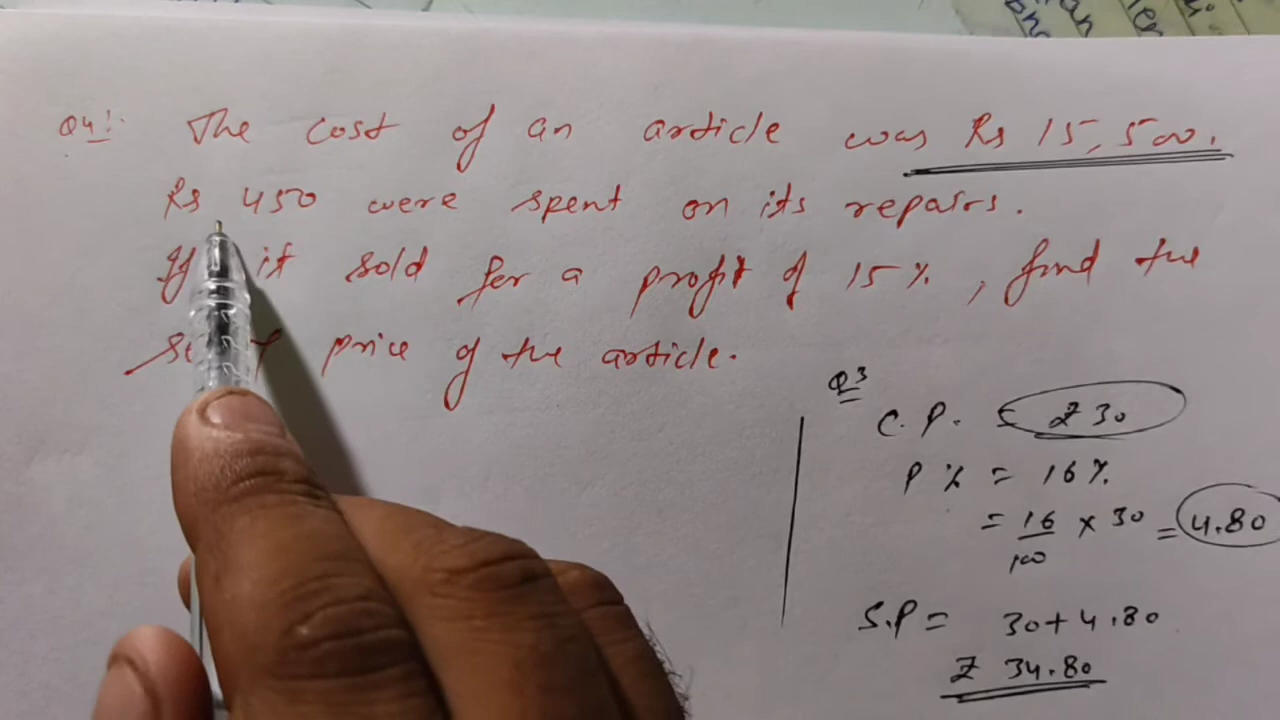 Q4:- The cost of an article was Rs 15,500.
Rs 450 were spent on its repairs.
If it sold for a profit of 15%, find the
price of the article.
Q3
C.P. = ₹ 30
P % = 16%
= 16/100 × 30 = 4.80
S.P = 30+4.80
₹ 34.80